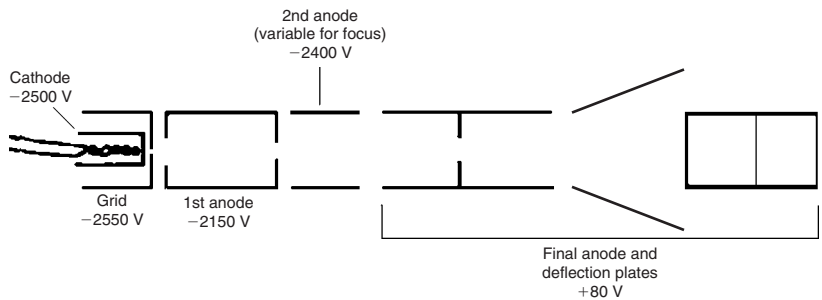 2nd anode
(variable for focus)
−2400 V
Cathode
−2500 V
Grid
−2550 V
1st anode
−2150 V
Final anode and
deflection plates
+80 V